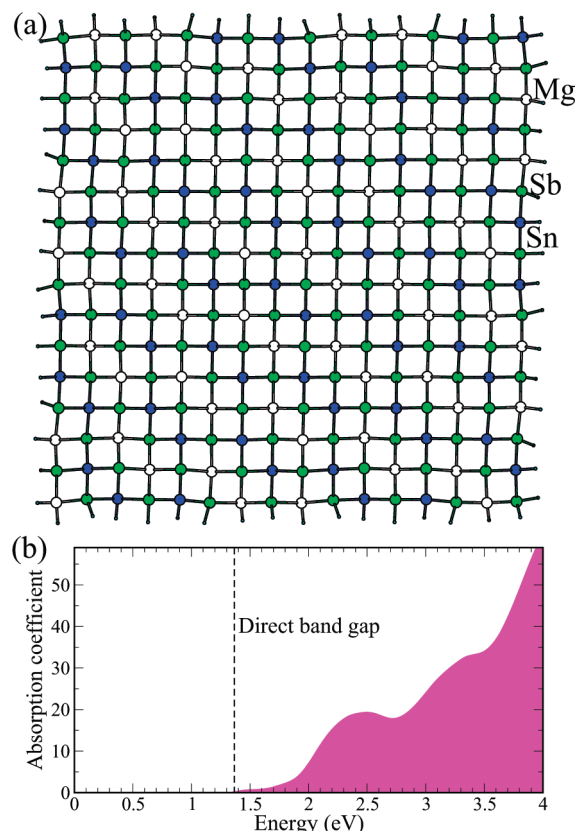 (a)
Mg
Sb
Sn
(b)
50
40
30
20
10
0
Absorption coefficient
Direct band gap
0 0.5 1 1.5 2 2.5 3 3.5 4
Energy (eV)